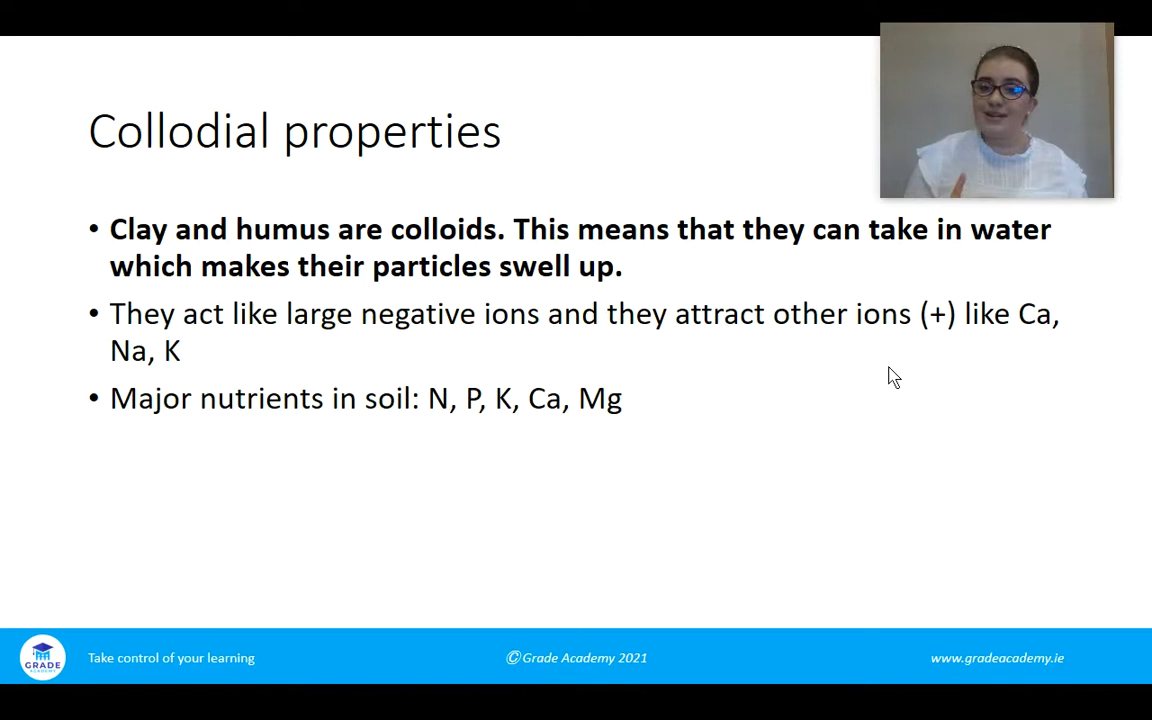 Collodial properties
• Clay and humus are colloids. This means that they can take in water
which makes their particles swell up.
• They act like large negative ions and they attract other ions (+) like Ca,
Na, K
• Major nutrients in soil: N, P, K, Ca, Mg
GRADE
ACADEMY
Take control of your learning
©Grade Academy 2021
www.gradeacademy.ie